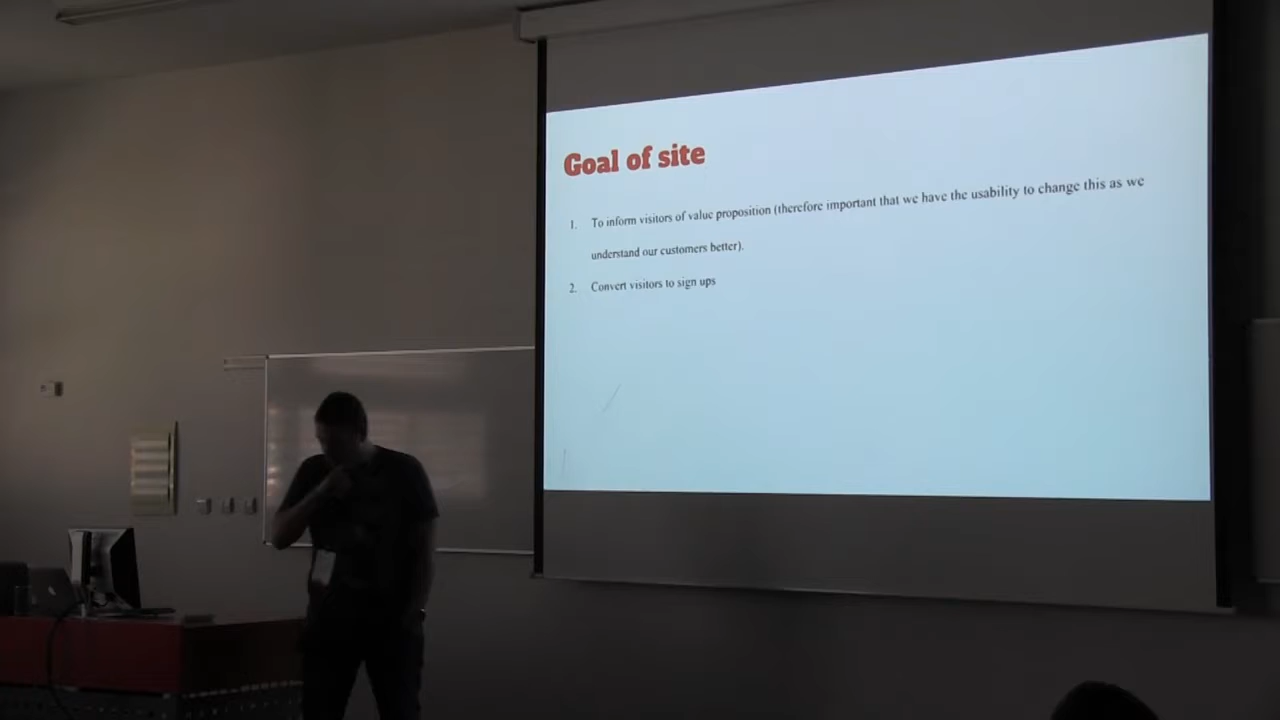 Goal of site
1. To inform visitors of value proposition (therefore important that we have the usability to change this as we
understand our customers better).
2. Convert visitors to sign ups